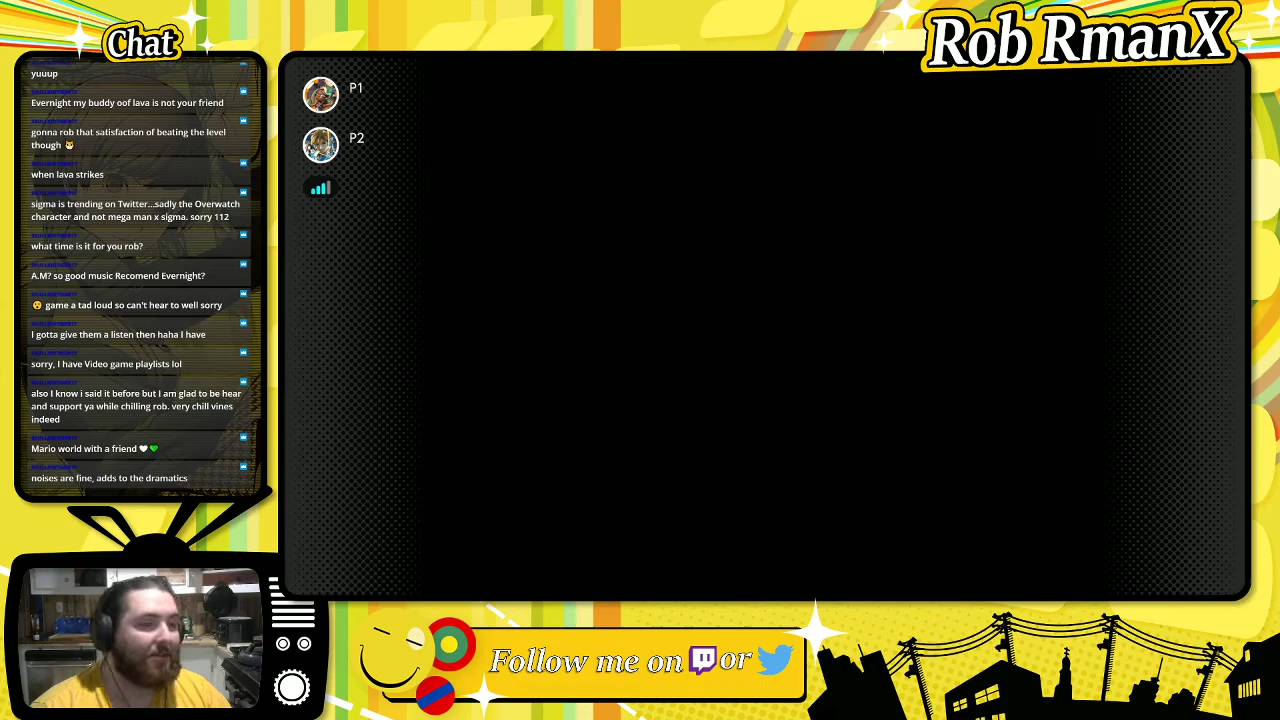 Chat
Rob RmanX
yuuup
Evernight my buddy oof lava is not your friend
gonna rob that satisfaction of beating the level
though
when lava strikes
sigma is trending on Twitter...sadly the Overwatch
character and not mega man x sigma. sorry 112
what time is it for you rob?
A.M? so good music Recomend Evernight?
game a tad loud so can't hear to well sorry
I gotta give them a listen then haha I have
sorry, I have Video game playlists lol
also I know i said it before but I am glad to be hear
and support while chilling rob. very chill vines
indeed
Mario world with a friend
noises are fine, adds to the dramatics
P1
P2
Follow me on or